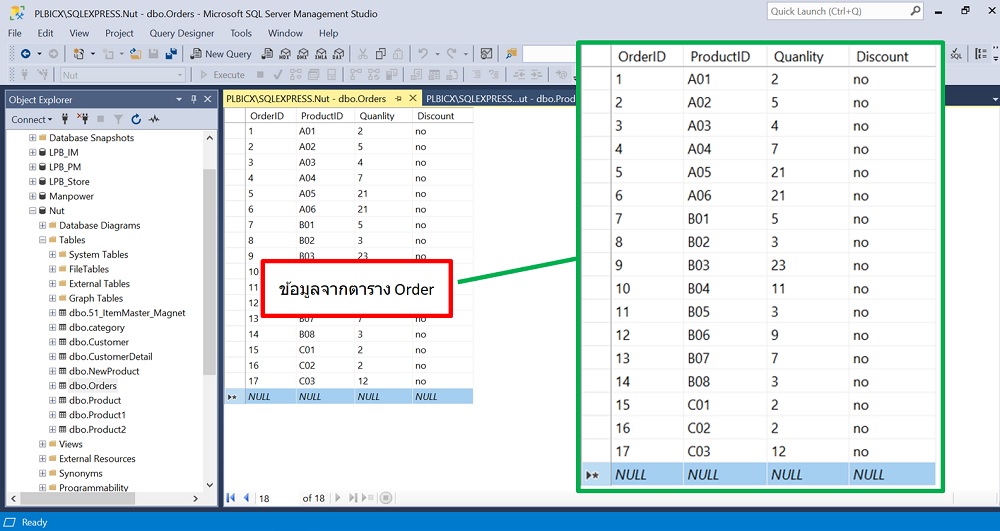 PLBICX\SQLEXPRESS.Nut - dbo.Orders - Microsoft SQL Server Management Studio
Quick Launch (Ctrl+Q)
File Edit View Project Query Designer Tools Window Help
New Query
MDX DMX XMLA DAX
Nut
Execute
SQL
Object Explorer
Connect
Database Snapshots
LPB_IM
LPB_PM
LPB_Store
Manpower
Nut
Database Diagrams
Tables
System Tables
FileTables
External Tables
Graph Tables
dbo.51_ItemMaster_Magnet
dbo.category
dbo.Customer
dbo.CustomerDetail
dbo.NewProduct
dbo.Orders
dbo.Product
dbo.Product1
dbo.Product2
Views
External Resources
Synonyms
Programmability
PLBICX\SQLEXPRESS.Nut - dbo.Orders
PLBICX\SQLEXPRESS...ut - dbo.Prod
OrderID ProductID Quanlity Discount
1 A01 2 no
2 A02 5 no
3 A03 4 no
4 A04 7 no
5 A05 21 no
6 A06 21 no
7 B01 5 no
8 B02 3 no
9 B03 23 no
10
11
12
13 B07 7 no
14 B08 3 no
15 C01 2 no
16 C02 2 no
17 C03 12 no
NULL NULL NULL NULL
18 of 18
ข้อมูลจากตาราง Order
OrderID ProductID Quanlity Discount
1 A01 2 no
2 A02 5 no
3 A03 4 no
4 A04 7 no
5 A05 21 no
6 A06 21 no
7 B01 5 no
8 B02 3 no
9 B03 23 no
10 B04 11 no
11 B05 3 no
12 B06 9 no
13 B07 7 no
14 B08 3 no
15 C01 2 no
16 C02 2 no
17 C03 12 no
NULL NULL NULL NULL
Ready